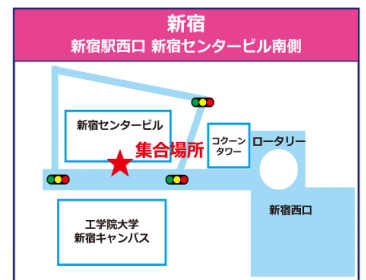 新宿
新宿駅西口 新宿センタービル南側
新宿センタービル
集合場所
コクーン
タワー
ロータリー
新宿西口
工学院大学
新宿キャンパス